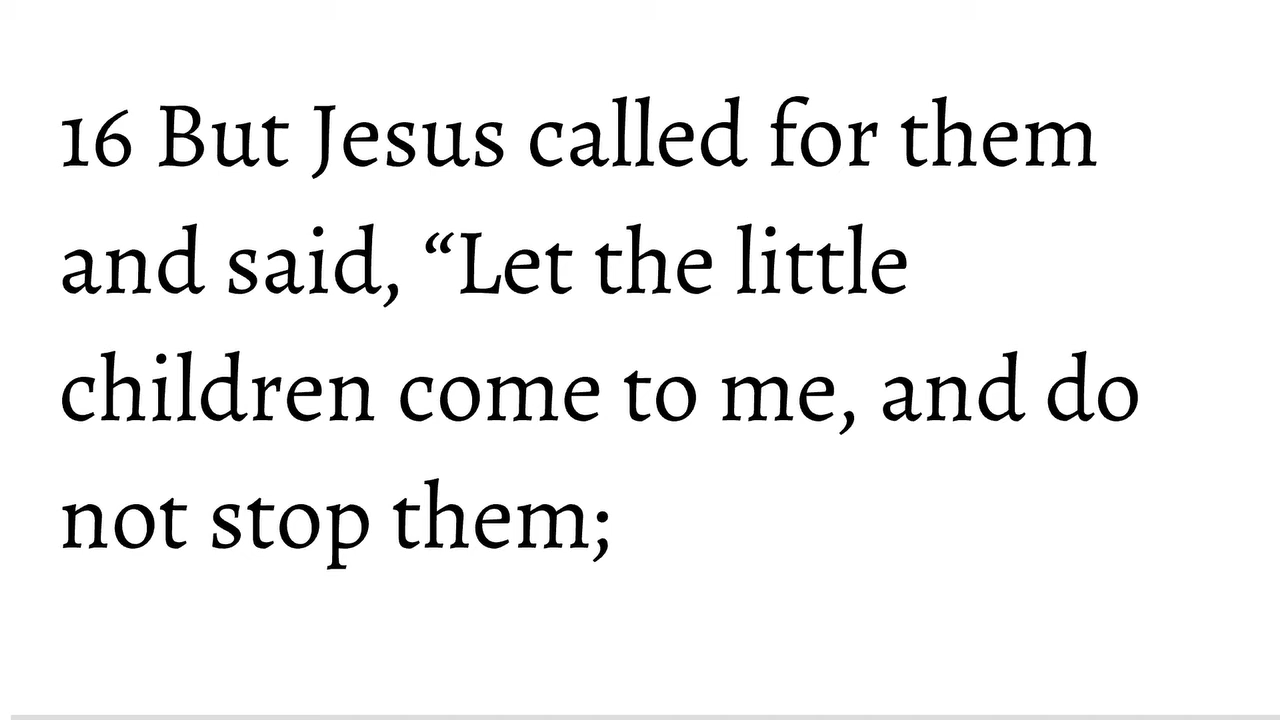 16 But Jesus called for them
and said, “Let the little
children come to me, and do
not stop them;